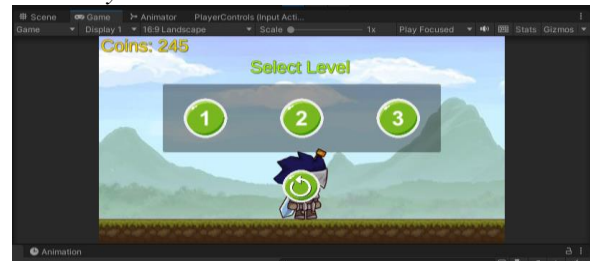 Scene Game Animator PlayerControls (Input Acti...
Game Display 1 16:9 Landscape Scale 1x Play Focused Stats Gizmos
Coins: 245
Select Level
1 2 3
Animation